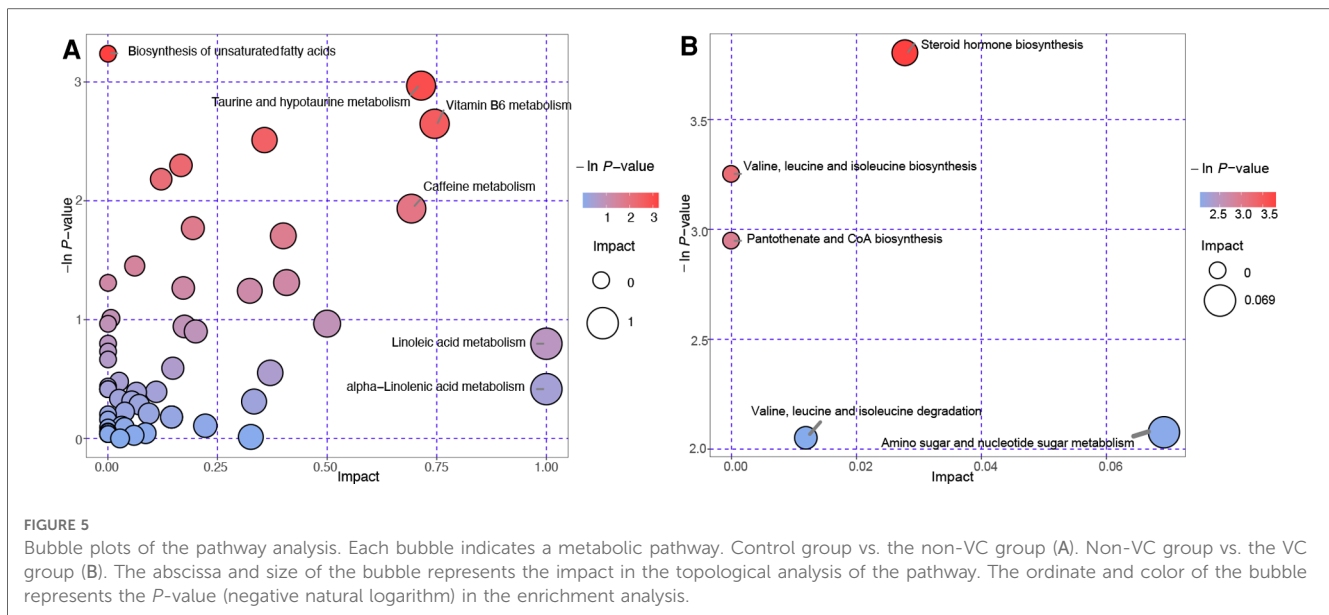 A
Biosynthesis of unsaturated fatty acids
Taurine and hypotaurine metabolism
Vitamin B6 metabolism
Caffeine metabolism
Linoleic acid metabolism
alpha−Linolenic acid metabolism
−ln P−value
3
2
1
0
0.00 0.25 0.50 0.75 1.00
Impact
− ln P−value
1 2 3
Impact
0
1
B
Steroid hormone biosynthesis
Valine, leucine and isoleucine biosynthesis
Pantothenate and CoA biosynthesis
Valine, leucine and isoleucine degradation
Amino sugar and nucleotide sugar metabolism
− ln P−value
3.5
3.0
2.5
2.0
0.00 0.02 0.04 0.06
Impact
− ln P−value
2.5 3.0 3.5
Impact
0
0.069
FIGURE 5
Bubble plots of the pathway analysis. Each bubble indicates a metabolic pathway. Control group vs. the non-VC group (A). Non-VC group vs. the VC
group (B). The abscissa and size of the bubble represents the impact in the topological analysis of the pathway. The ordinate and color of the bubble
represents the P-value (negative natural logarithm) in the enrichment analysis.